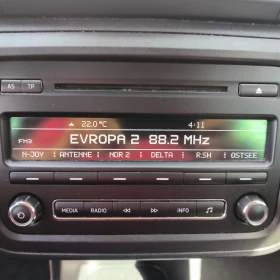 AS TP
22.0°C 4:11
EVROPA 2 88.2 MHz
FM3
N-JOY ANTENNE NDR 2 DELTA R.SH OSTSEE
MEDIA RADIO INFO